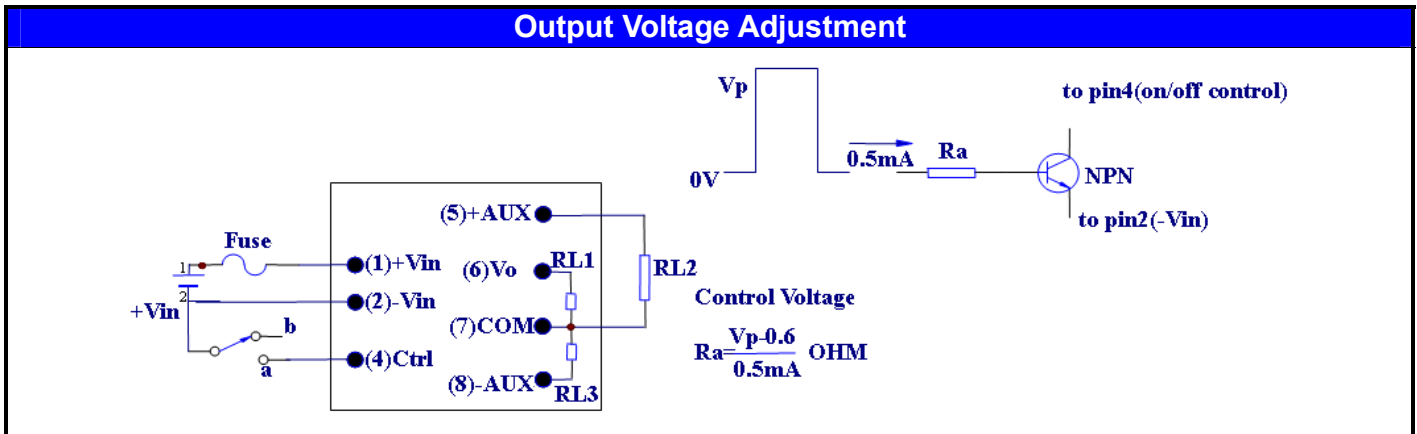 Output Voltage Adjustment
Vp
0V
0.5mA
Ra
to pin4(on/off control)
NPN
to pin2(-Vin)
Fuse
1
2
+Vin
b
a
(1)+Vin
(2)-Vin
(4)Ctrl
(5)+AUX
(6)Vo
(7)COM
(8)-AUX
RL1
RL2
RL3
Control Voltage
Ra=Vp-0.6/0.5mA OHM